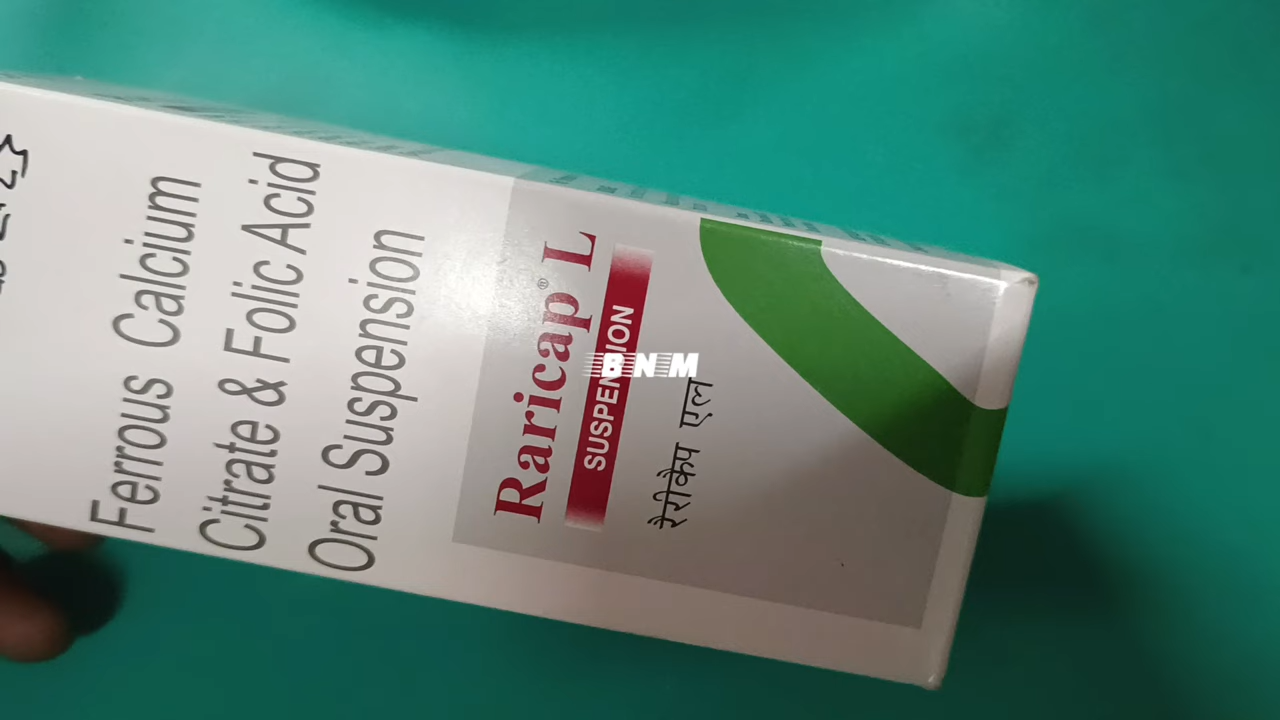 Ferrous Calcium
Citrate & Folic Acid
Oral Suspension
Raricap® L
SUSPENSION
रैरीकैप एल
BNM